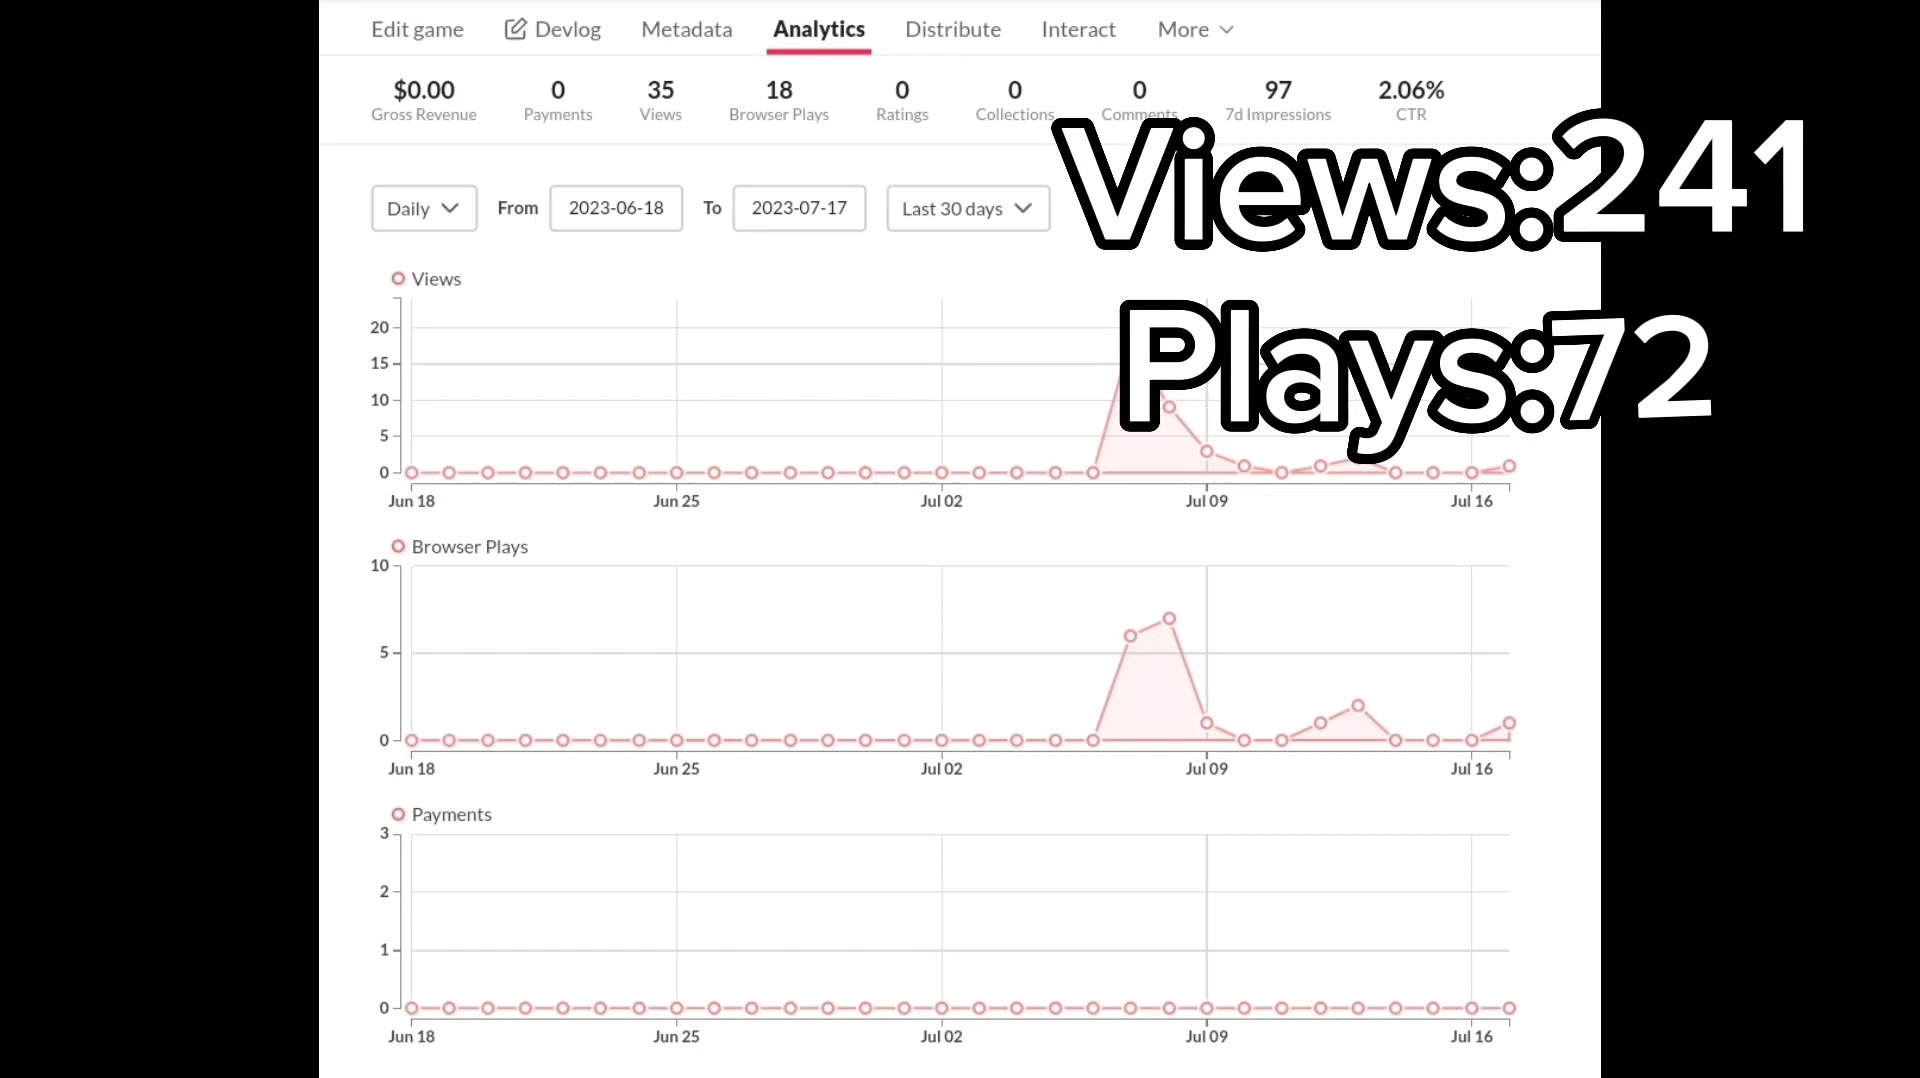 Edit game Devlog Metadata Analytics Distribute Interact More
$0.00 0 35 18 0 0 0 97 2.06%
Gross Revenue Payments Views Browser Plays Ratings Collections Comments 7d Impressions CTR
Views:241
Daily From 2023-06-18 To 2023-07-17 Last 30 days
Views
Plays:72
20
15
10
5
0
Jun 18 Jun 25 Jul 02 Jul 09 Jul 16
Browser Plays
10
5
0
Jun 18 Jun 25 Jul 02 Jul 09 Jul 16
Payments
3
2
1
0
Jun 18 Jun 25 Jul 02 Jul 09 Jul 16